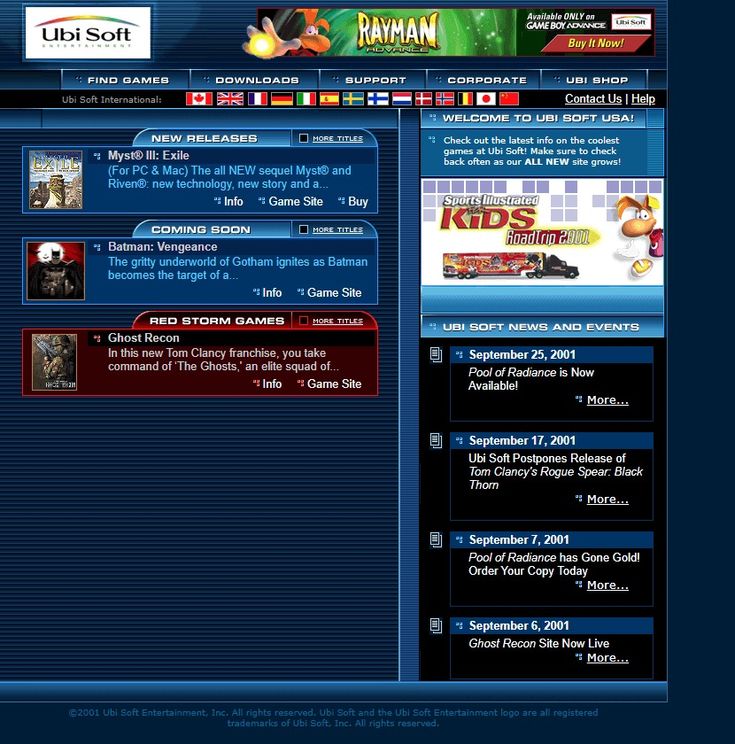 Ubi Soft
ENTERTAINMENT
RAYMAN
ADVANCE
Available ONLY on
GAME BOY ADVANCE
Ubi Soft
Buy It Now!
FIND GAMES
DOWNLOADS
SUPPORT
CORPORATE
UBI SHOP
Ubi Soft International:
Contact Us | Help
NEW RELEASES
MORE TITLES
Myst® III: Exile
(For PC & Mac) The all NEW sequel Myst® and
Riven®: new technology, new story and a...
Info Game Site Buy
EXILE
COMING SOON
MORE TITLES
Batman: Vengeance
The gritty underworld of Gotham ignites as Batman
becomes the target of a...
Info Game Site
RED STORM GAMES
MORE TITLES
Ghost Recon
In this new Tom Clancy franchise, you take
command of 'The Ghosts,' an elite squad of...
Info Game Site
WELCOME TO UBI SOFT USA!
Check out the latest info on the coolest
games at Ubi Soft! Make sure to check
back often as our ALL NEW site grows!
Sports Illustrated
KiDS
RoadTrip 2001
UBI SOFT NEWS AND EVENTS
September 25, 2001
Pool of Radiance is Now
Available!
More...
September 17, 2001
Ubi Soft Postpones Release of
Tom Clancy's Rogue Spear: Black
Thorn
More...
September 7, 2001
Pool of Radiance has Gone Gold!
Order Your Copy Today
More...
September 6, 2001
Ghost Recon Site Now Live
More...
©2001 Ubi Soft Entertainment, Inc. All rights reserved. Ubi Soft and the Ubi Soft Entertainment logo are all registered
trademarks of Ubi Soft, Inc. All rights reserved.